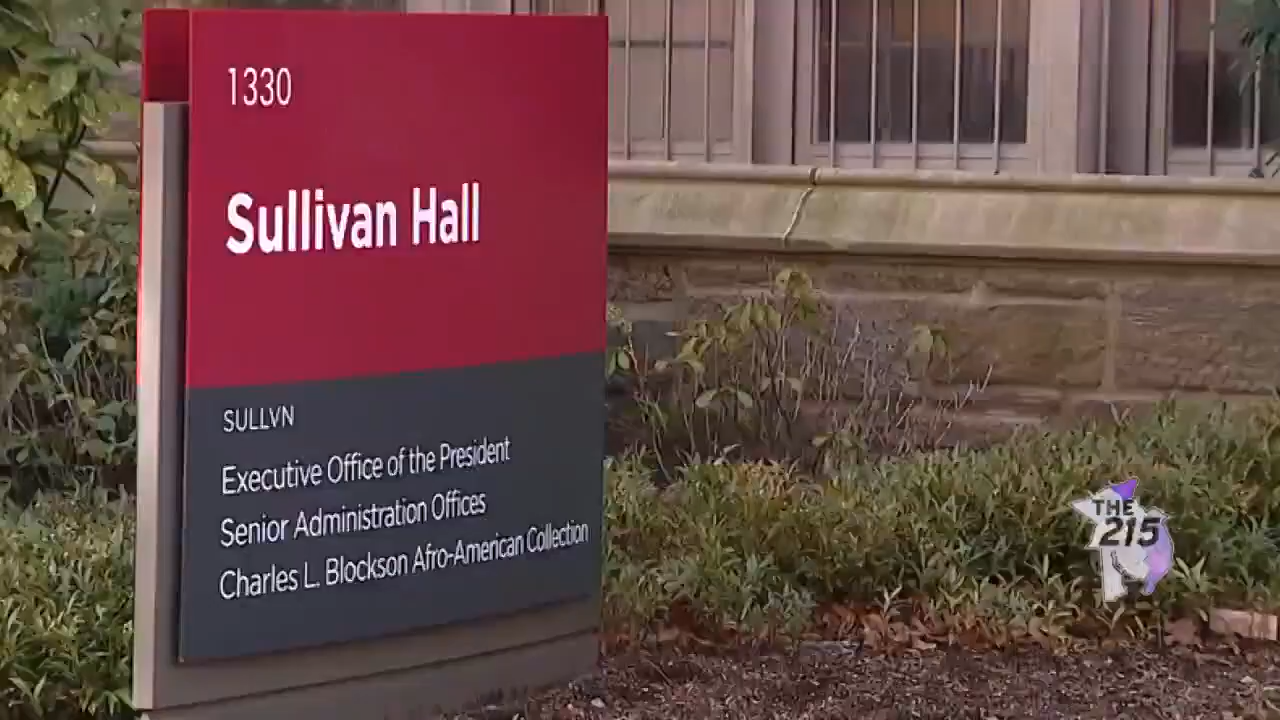 1330
Sullivan Hall
SULLVN
Executive Office of the President
Senior Administration Offices
Charles L. Blockson Afro-American Collection
THE
215